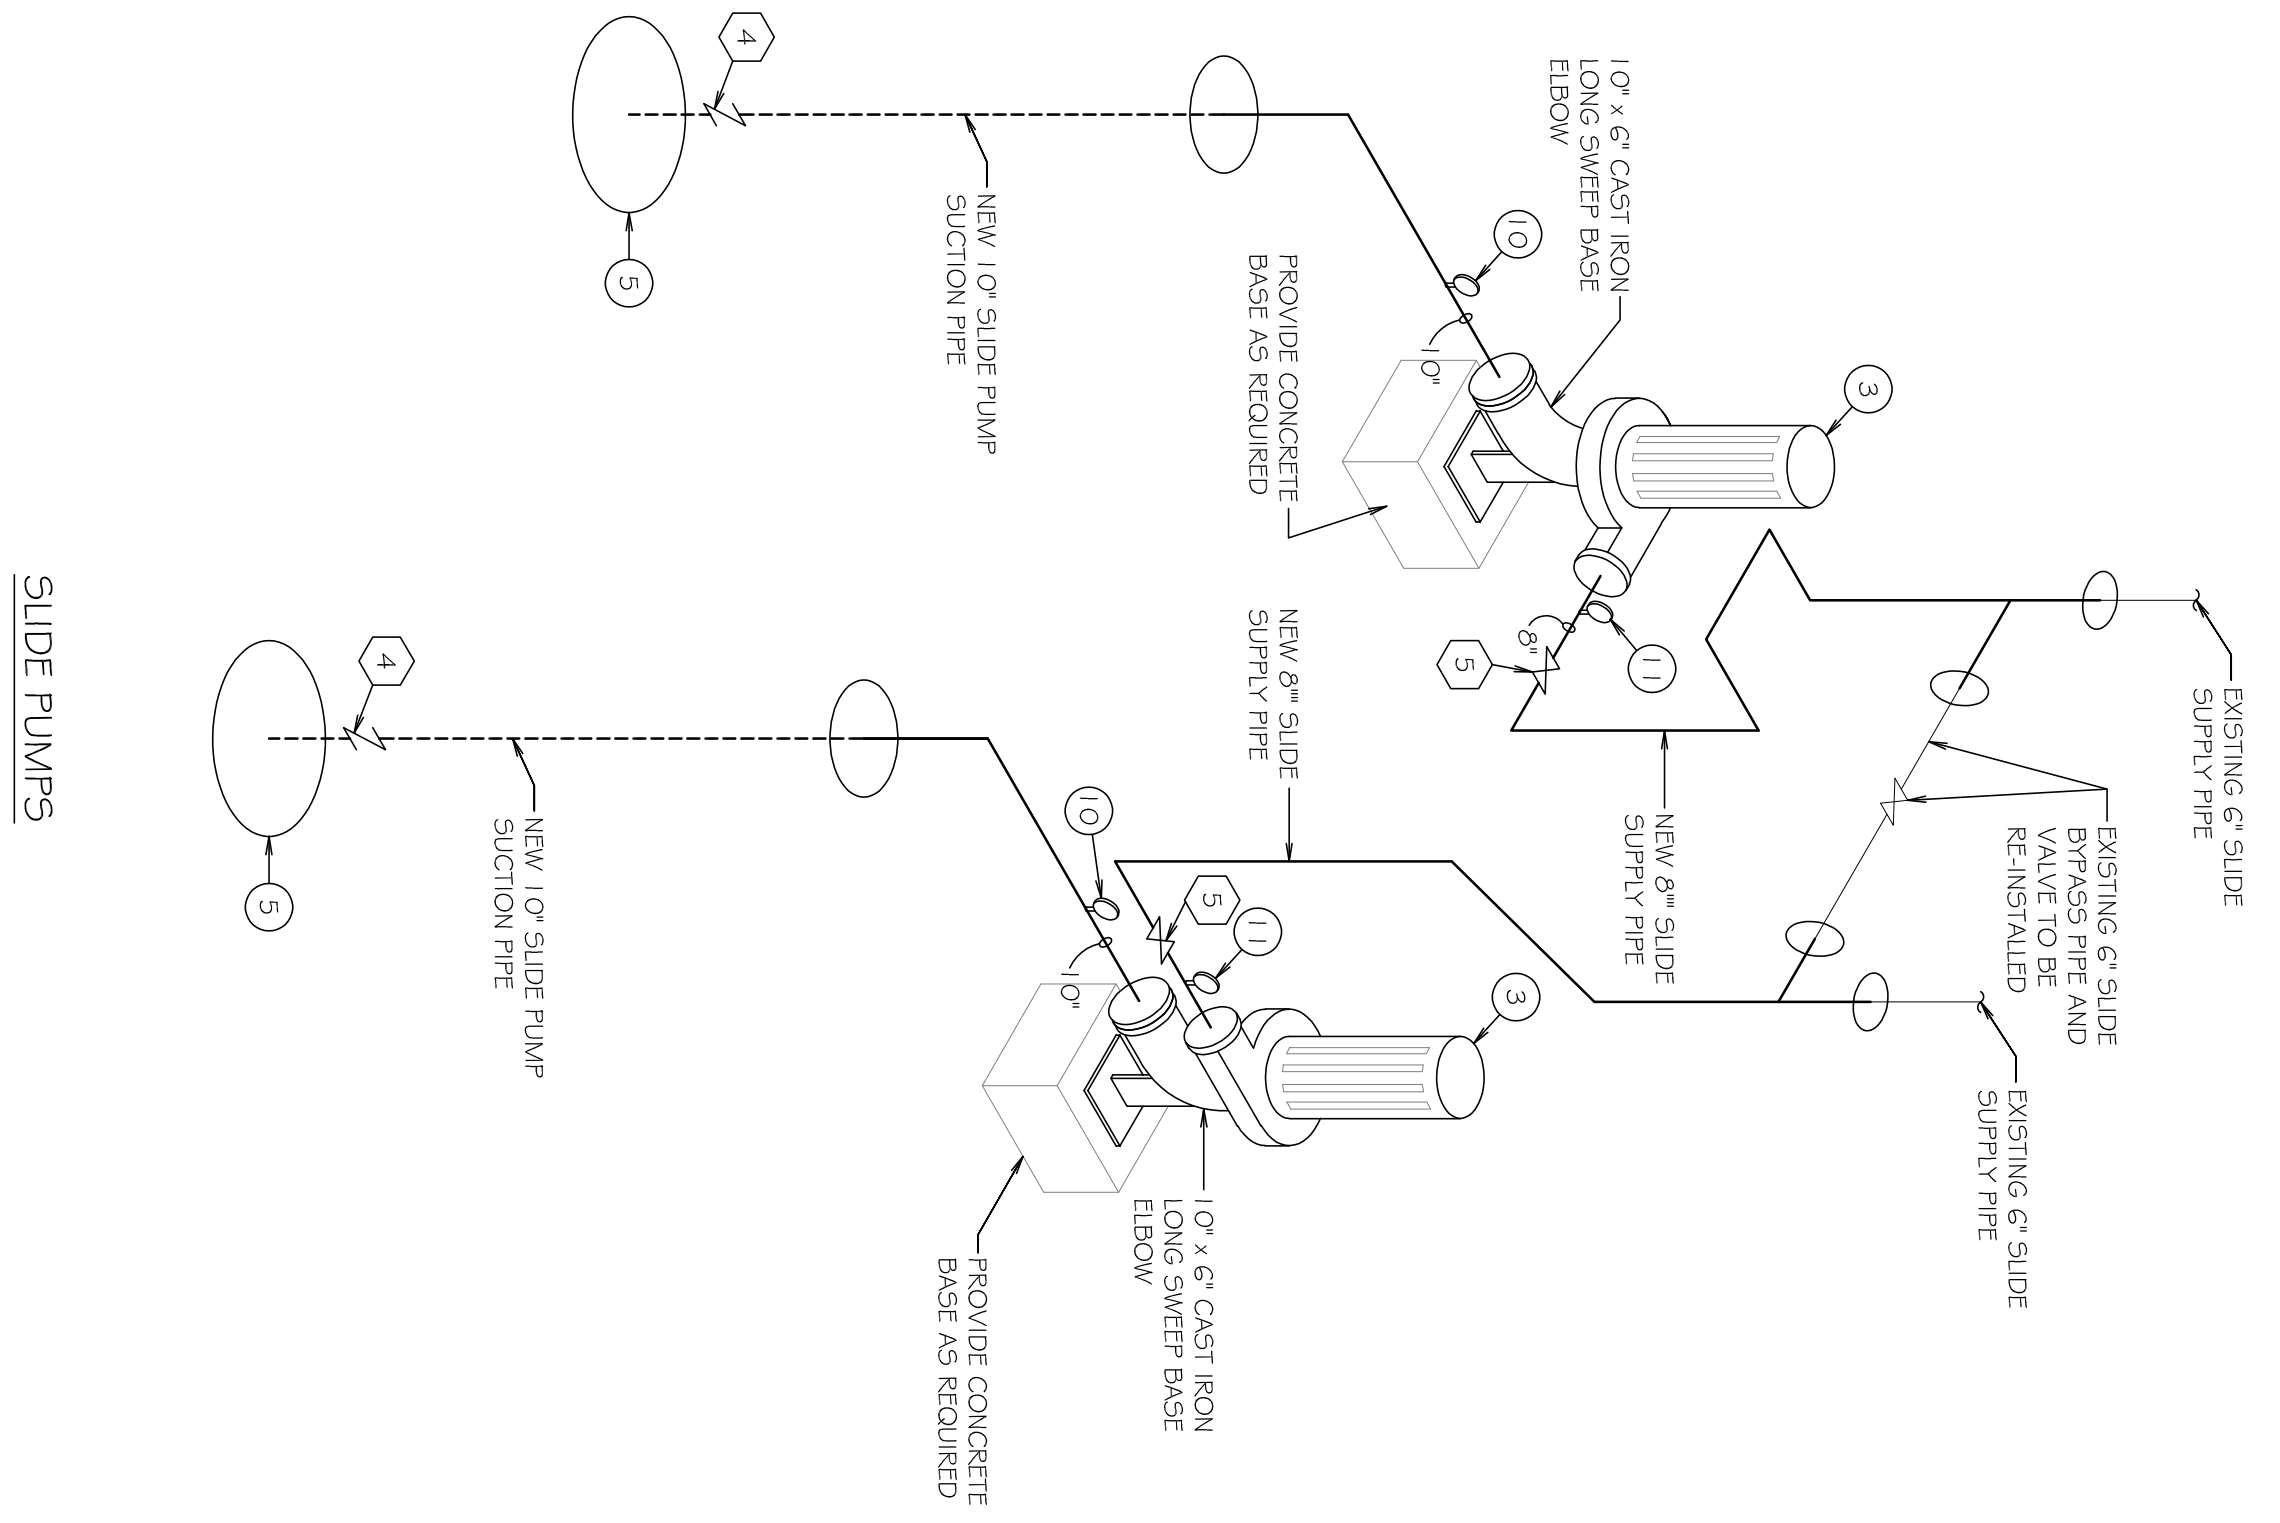 EXISTING 6" SLIDE
SUPPLY PIPE
EXISTING 6" SLIDE
BYPASS PIPE AND
VALVE TO BE
RE-INSTALED
EXISTING 6" SLIDE
SUPPLY PIPE
3
10" x 6" CAST IRON
LONG SWEEP BASE
ELBOW
10
11
8"
5
10"
NEW 8"" SLIDE
SUPPLY PIPE
3
PROVIDE CONCRETE
BASE AS REQUIRED
NEW 8"" SLIDE
SUPPLY PIPE
11
5
10
10"
10" x 6" CAST IRON
LONG SWEEP BASE
ELBOW
NEW 10" SLIDE PUMP
SUCTION PIPE
PROVIDE CONCRETE
BASE AS REQUIRED
4
5
NEW 10" SLIDE PUMP
SUCTION PIPE
4
5
SLIDE PUMPS